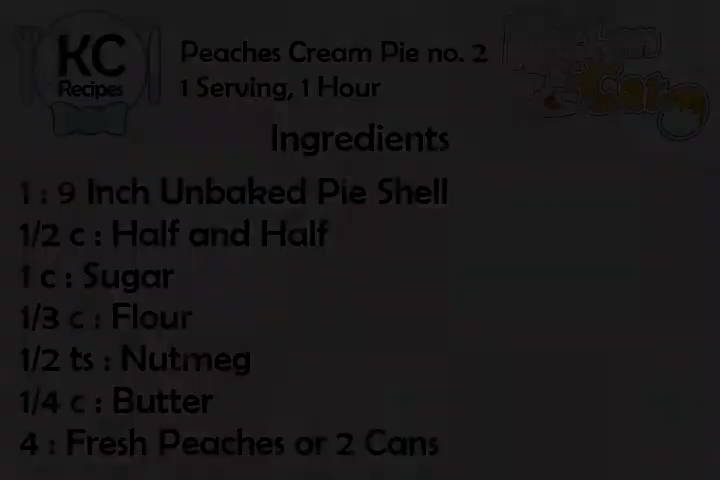 KC
Recipes
Peaches Cream Pie no. 2
1 Serving, 1 Hour
Ingredients
1 : 9 Inch Unbaked Pie Shell
1/2 c : Half and Half
1 c : Sugar
1/3 c : Flour
1/2 ts : Nutmeg
1/4 c : Butter
4 : Fresh Peaches or 2 Cans